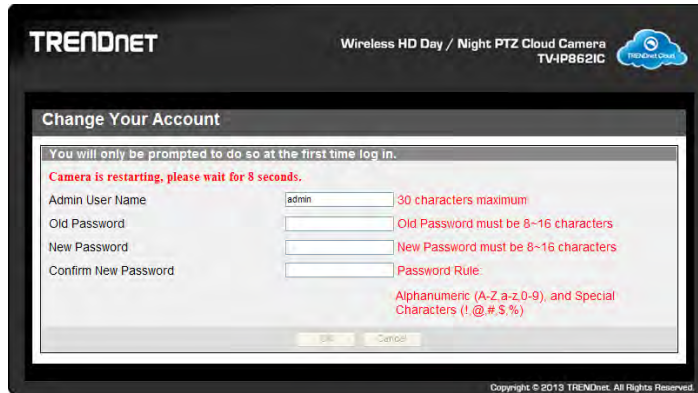 TRENDnet
Wireless HD Day / Night PTZ Cloud Camera
TV-IP862IC
TRENDnet Cloud
Change Your Account
You will only be prompted to do so at the first time log in.
Camera is restarting, please wait for 8 seconds.
Admin User Name admin 30 characters maximum
Old Password Old Password must be 8~16 characters
New Password New Password must be 8~16 characters
Confirm New Password Password Rule:
Alphanumeric (A-Z,a-z,0-9), and Special
Characters (!,@,#,$,%)
OK Cancel
Copyright © 2013 TRENDnet. All Rights Reserved.